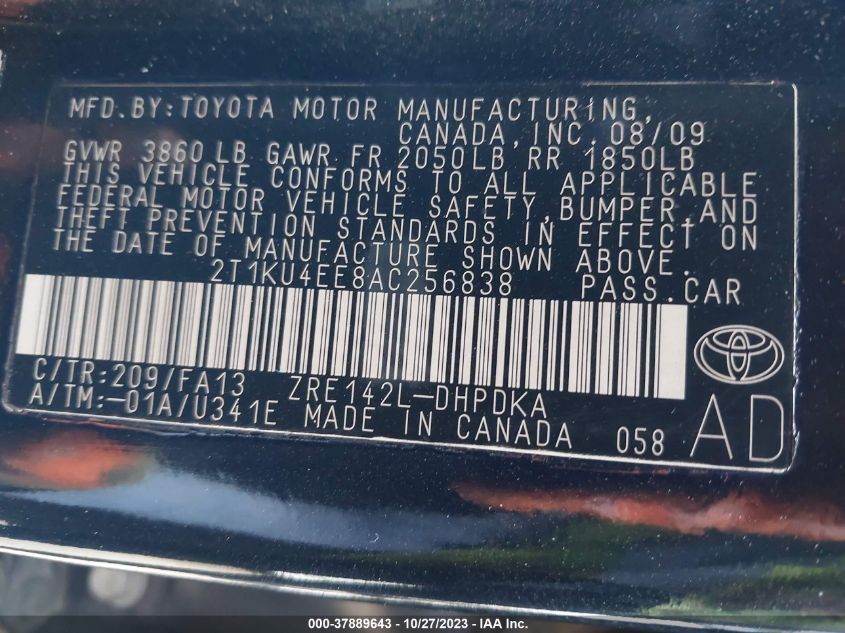 MFD.BY:TOYOTA MOTOR MANUFACTURING,
CANADA,INC.08/09
GVWR 3860LB GAWR FR 2050LB RR 1850LB
THIS VEHICLE CONFORMS TO ALL APPLICABLE
FEDERAL MOTOR VEHICLE SAFETY,BUMPER,AND
THEFT PREVENTION STANDARDS IN EFFECT ON
THE DATE OF MANUFACTURE SHOWN ABOVE.
2T1KU4EE8AC256838 PASS.CAR
C/TR:209/FA13 ZRE142L-DHPDKA
A/TM:-01A/U341E MADE IN CANADA 058 AD
000-37889643 / 10/27/2023 / IAA Inc.